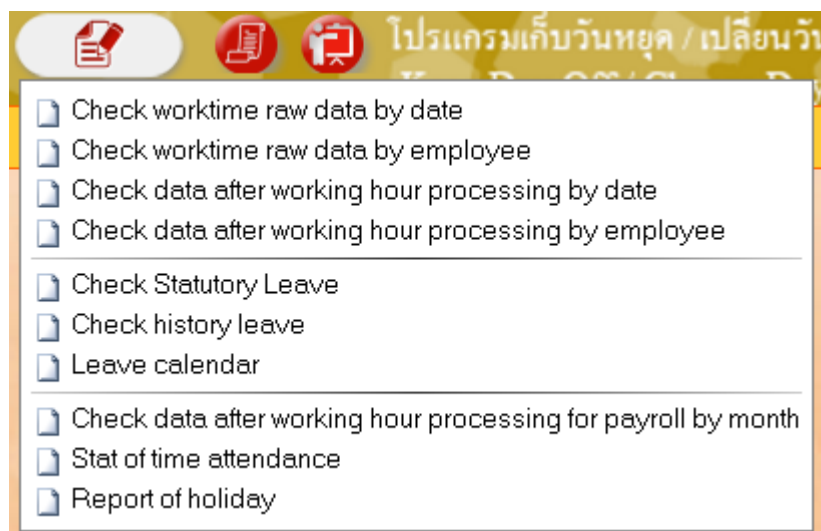 โปรแกรมเก็บวันหยุด / เปลี่ยนวัน
Check worktime raw data by date
Check worktime raw data by employee
Check data after working hour processing by date
Check data after working hour processing by employee
Check Statutory Leave
Check history leave
Leave calendar
Check data after working hour processing for payroll by month
Stat of time attendance
Report of holiday